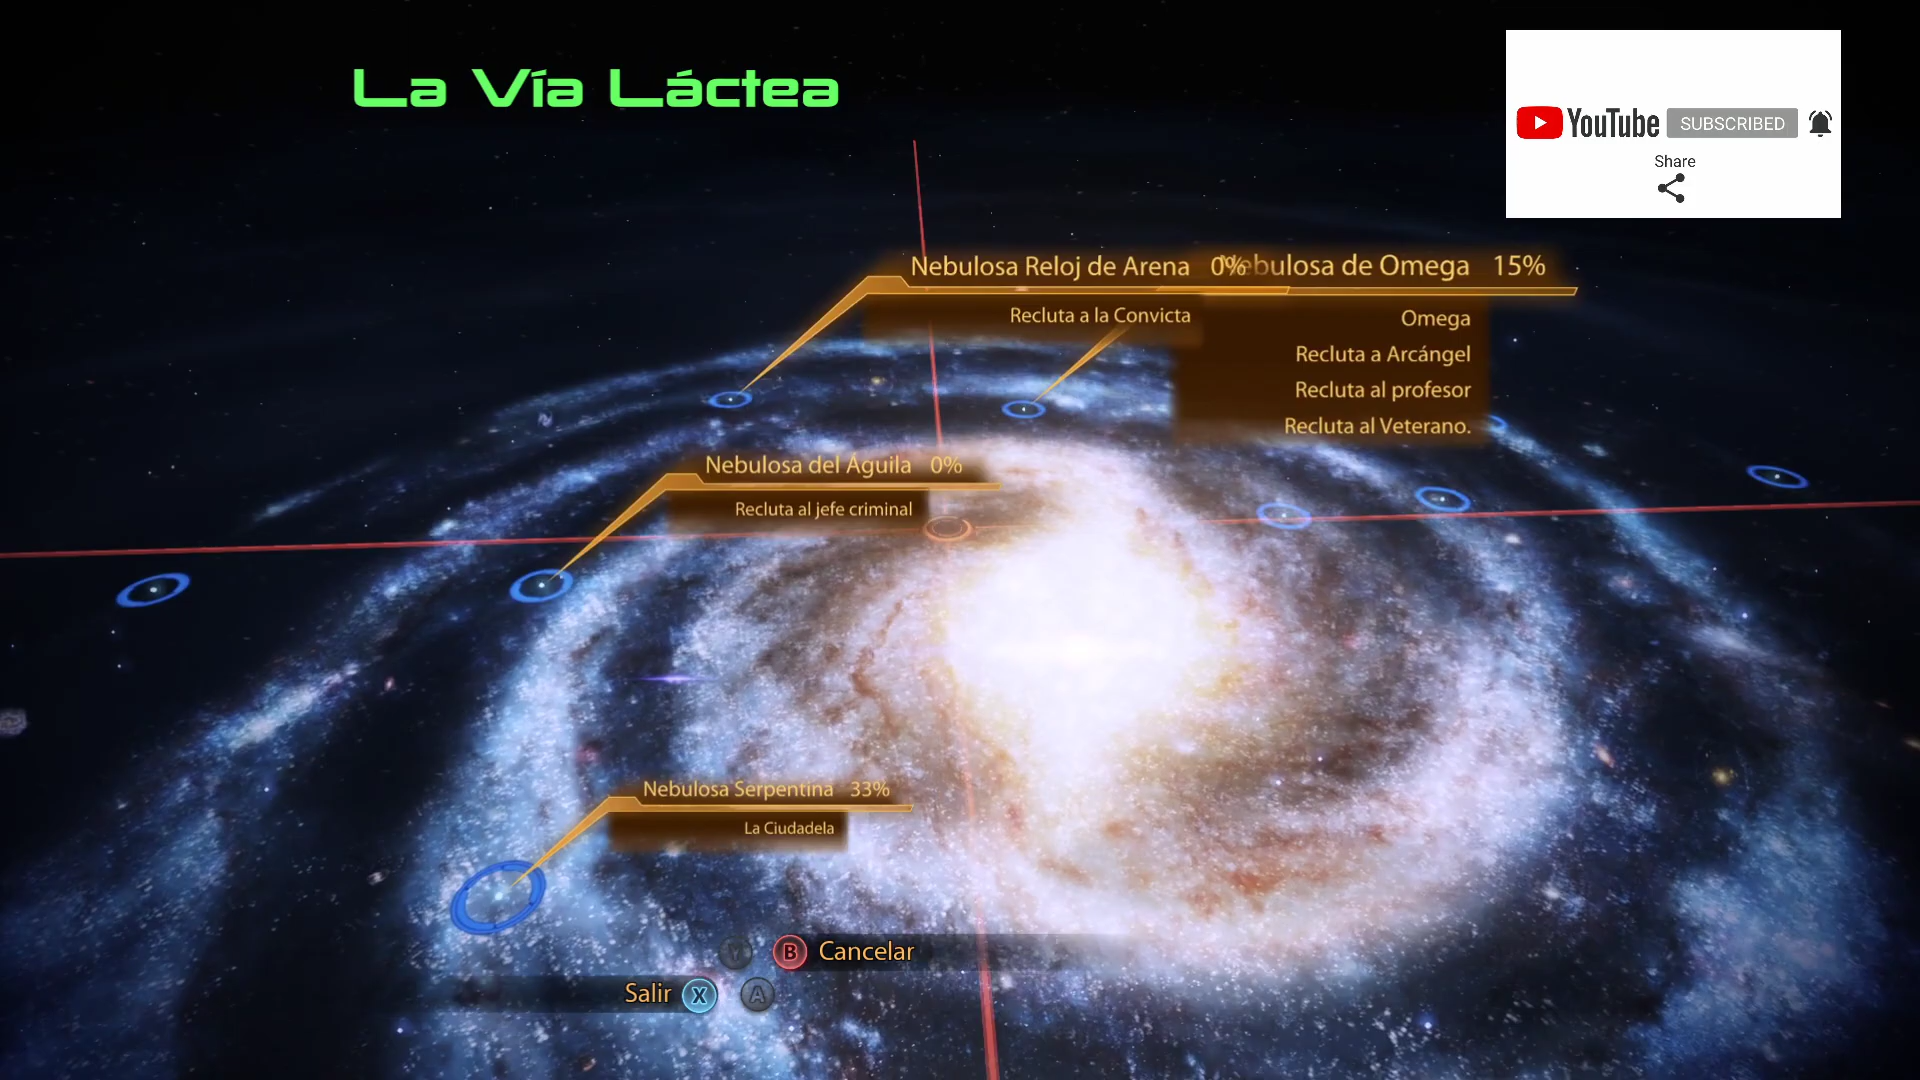 La Vía Láctea
YouTube SUBSCRIBED
Share
Nebulosa Reloj de Arena 0%
Recluta a la Convicta
Nebulosa de Omega 15%
Omega
Recluta a Arcángel
Recluta al profesor
Recluta al Veterano.
Nebulosa del Águila 0%
Recluta al jefe criminal
Nebulosa Serpentina 33%
La Ciudadela
Y B Cancelar
Salir X A